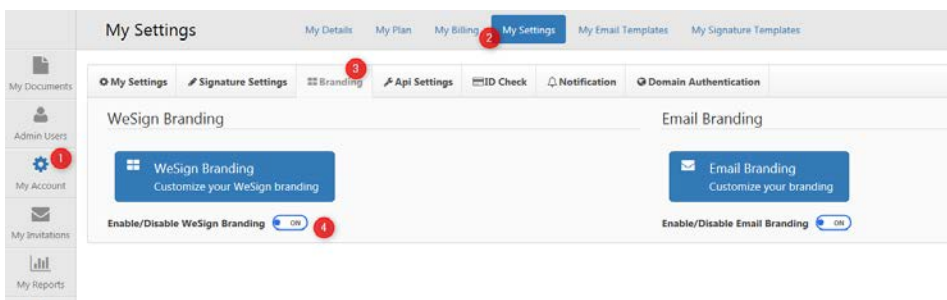 My Settings
My Details My Plan My Billing 2 My Settings My Email Templates My Signature Templates
My Documents
Admin Users
1
My Account
My Invitations
My Reports
3
My Settings Signature Settings Branding Api Settings ID Check Notification Domain Authentication
WeSign Branding
WeSign Branding
Customize your WeSign branding
Enable/Disable WeSign Branding ON 4
Email Branding
Email Branding
Customize your branding
Enable/Disable Email Branding ON